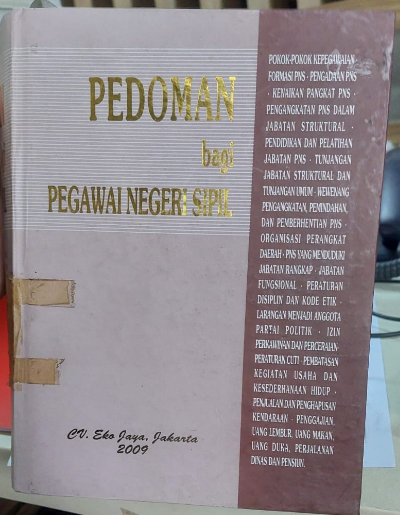 PEDOMAN
bagi
PEGAWAI NEGERI SIPIL
POKOK-POKOK KEPEGAWAIAN
FORMASI PNS · PENGADAAN PNS
· KENAIKAN PANGKAT PNS ·
PENGANGKATAN PNS DALAM
JABATAN STRUKTURAL ·
PENDIDIKAN DAN PELATIHAN
JABATAN PNS · TUNJANGAN
JABATAN STRUKTURAL DAN
TUNJANGAN UMUM · WEWENANG
PENGANGKATAN, PEMINDAHAN,
DAN PEMBERHENTIAN PNS ·
ORGANISASI PERANGKAT
DAERAH · PNS YANG MENDUDUKI
JABATAN RANGKAP · JABATAN
FUNGSIONAL · PERATURAN
DISIPLIN DAN KODE ETIK ·
LARANGAN MENJADI ANGGOTA
PARTAI POLITIK · IZIN
PERKAWINAN DAN PERCERAIAN ·
PERATURAN CUTI · PEMBATASAN
KEGIATAN USAHA DAN
KESEDERHANAAN HIDUP ·
PENJUALAN DAN PENGHAPUSAN
KENDARAAN · PENGGAJIAN,
UANG LEMBUR, UANG MAKAN,
UANG DUKA, PERJALANAN
DINAS DAN PENSIUN.
CV. Eko Jaya, Jakarta
2009